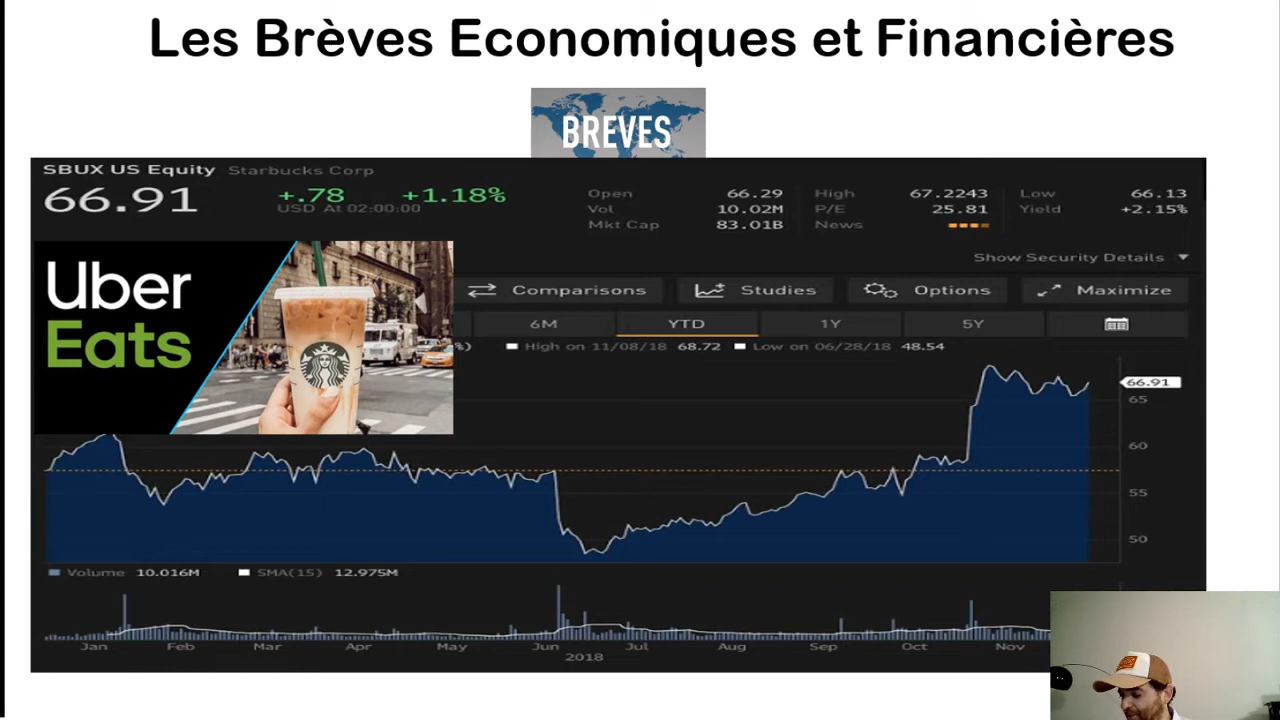 Les Brèves Economiques et Financières
BREVES
SBUX US Equity Starbucks Corp
66.91 +.78 +1.18%
USD At 02:00:00
Open 66.29 High 67.2243 Low 66.13
Vol 10.02M P/E 25.81 Yield +2.15%
Mkt Cap 83.01B News
Show Security Details
Uber
Eats
Comparisons Studies Options Maximize
6M YTD 1Y 5Y
%) High on 11/08/18 68.72 Low on 06/28/18 48.54
66.91
65
60
55
50
Volume 10.016M SMA(15) 12.975M
Jan Feb Mar Apr May Jun Jul Aug Sep Oct Nov
2018